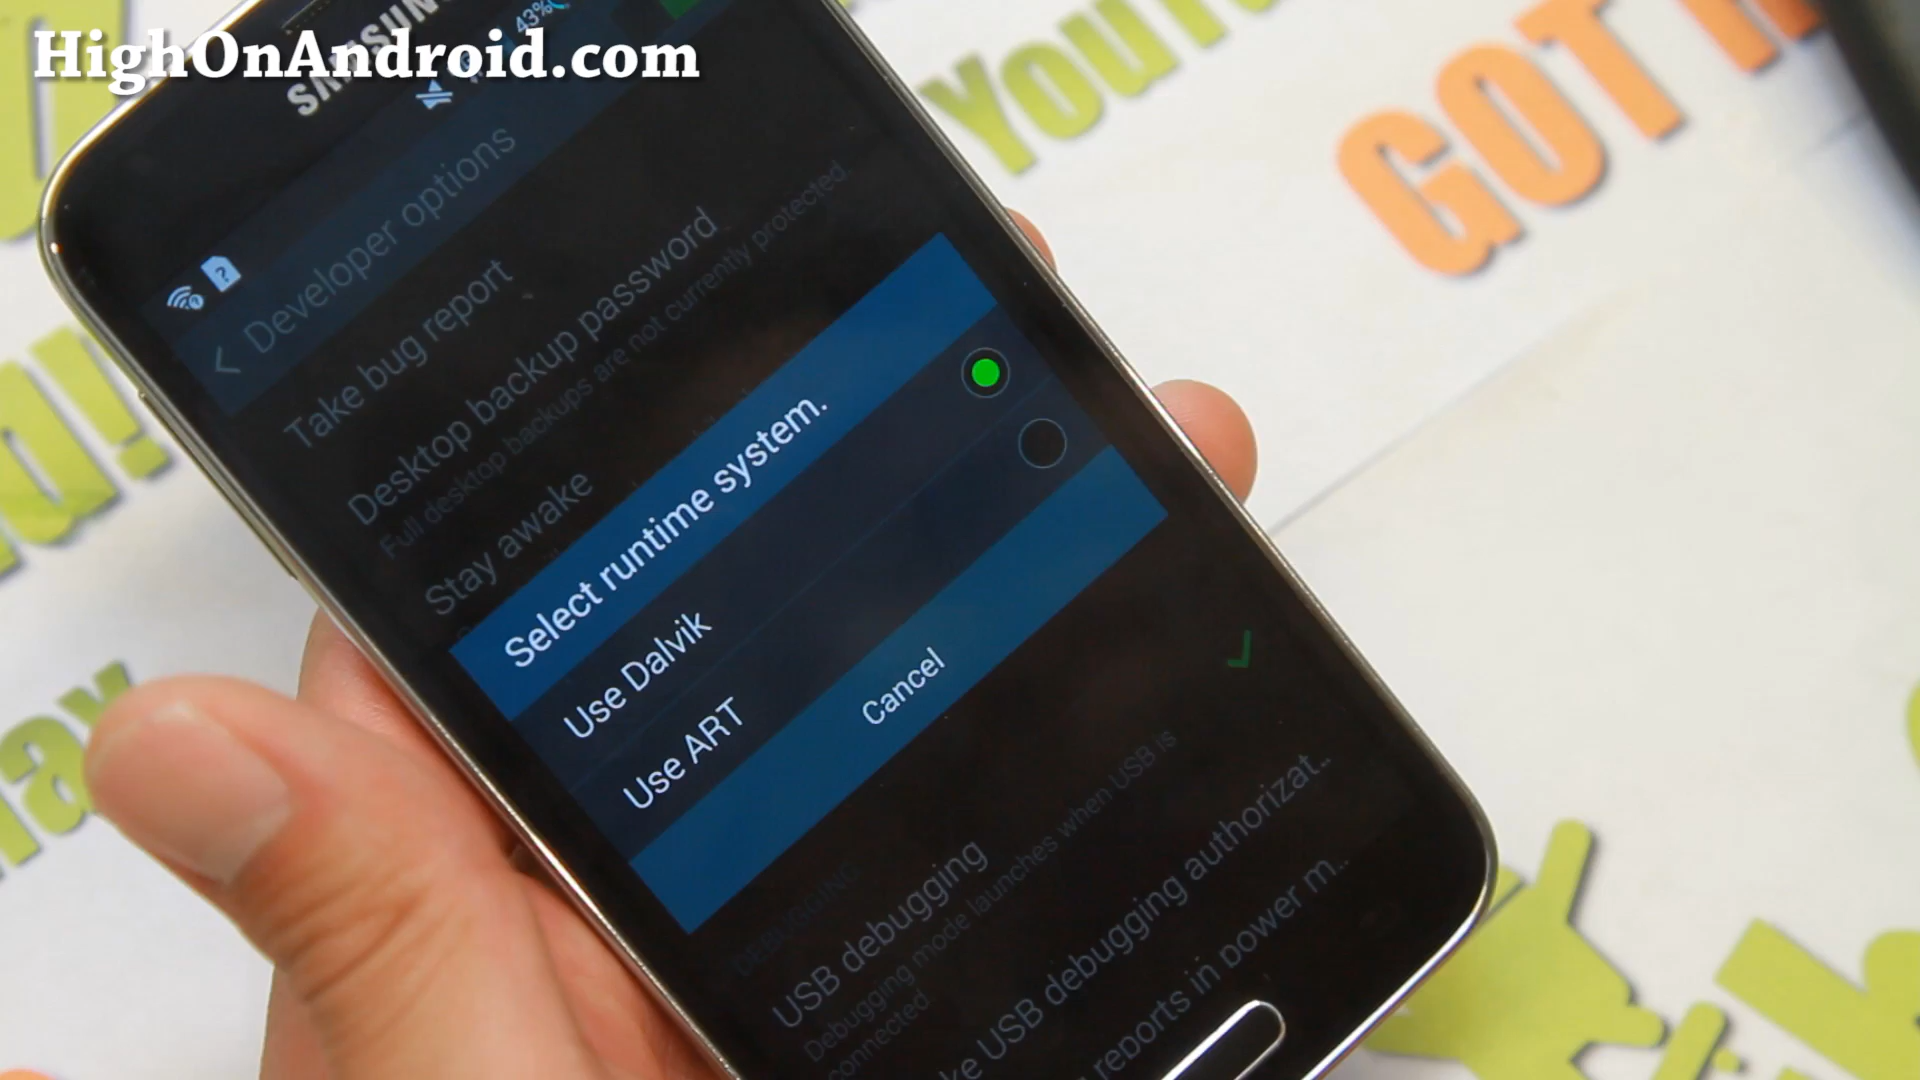 HighOnAndroid.com
SAMSUNG
43%
Developer options
Take bug report
Desktop backup password
Full desktop backups are not currently protected.
Stay awake
Select runtime system.
Use Dalvik
Use ART
Cancel
DEBUGGING
USB debugging
Debugging mode launches when USB is
connected.
USB debugging authorizat..
reports in power m..
GOT